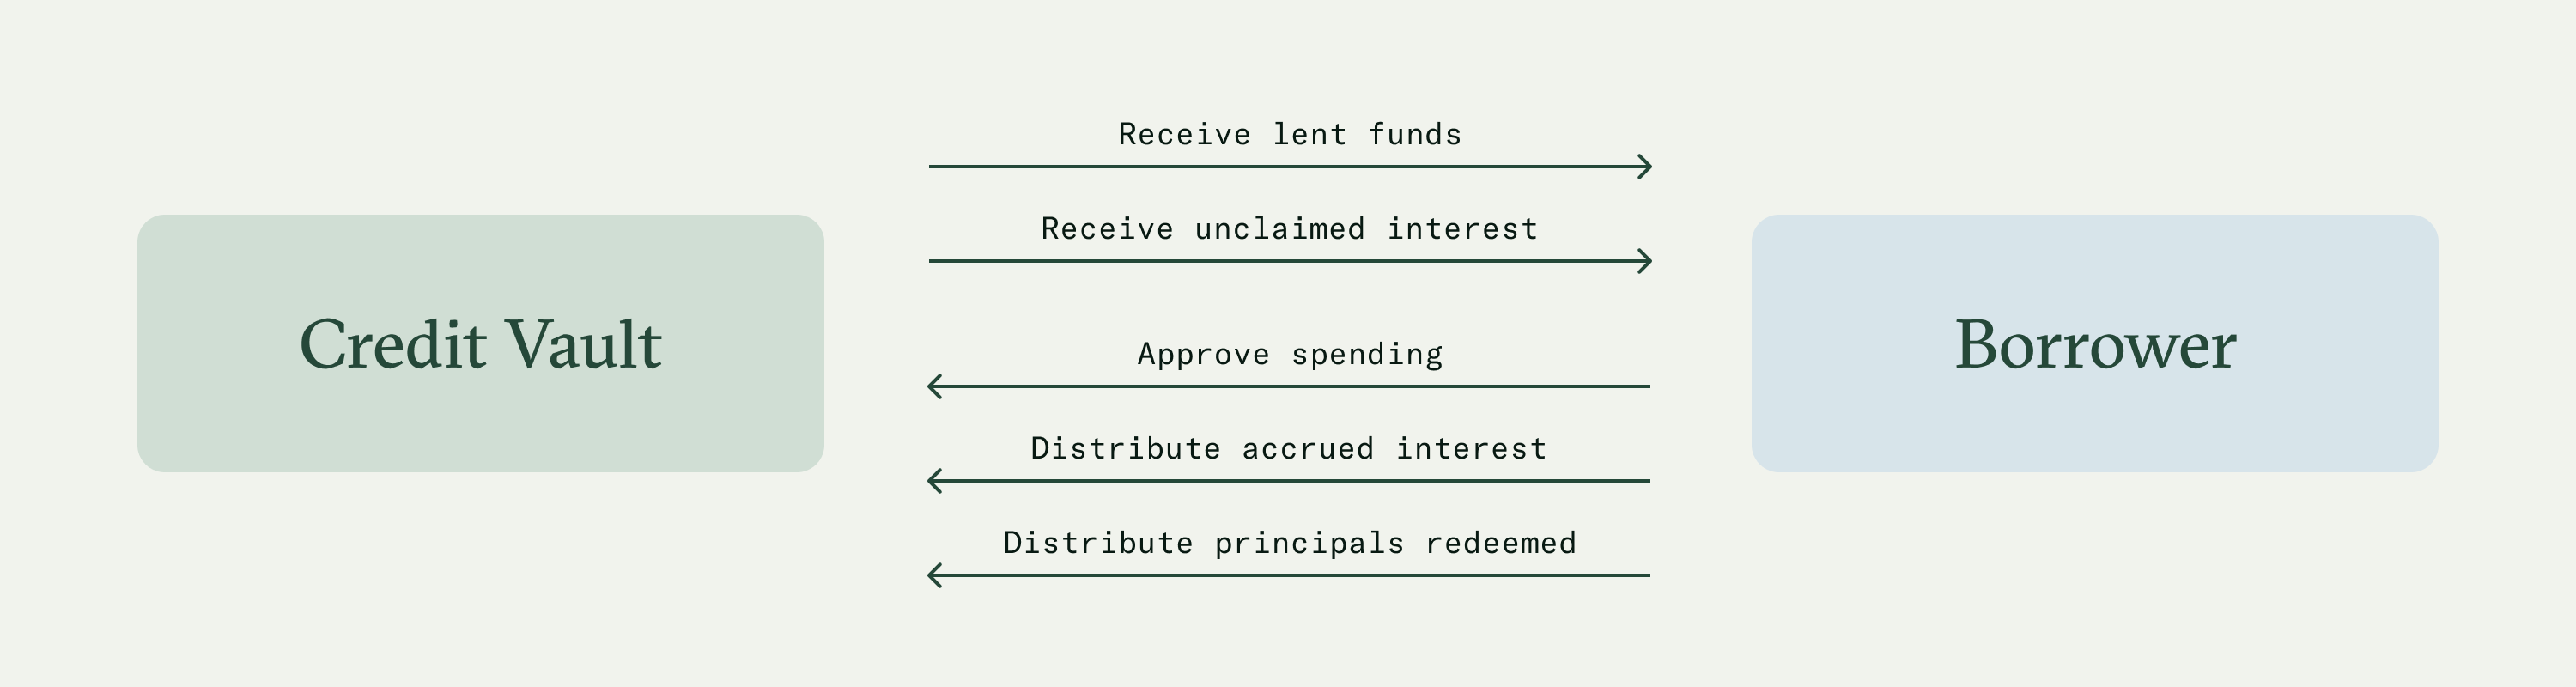 Receive lent funds
Receive unclaimed interest
Credit Vault
Approve spending
Borrower
Distribute accrued interest
Distribute principals redeemed